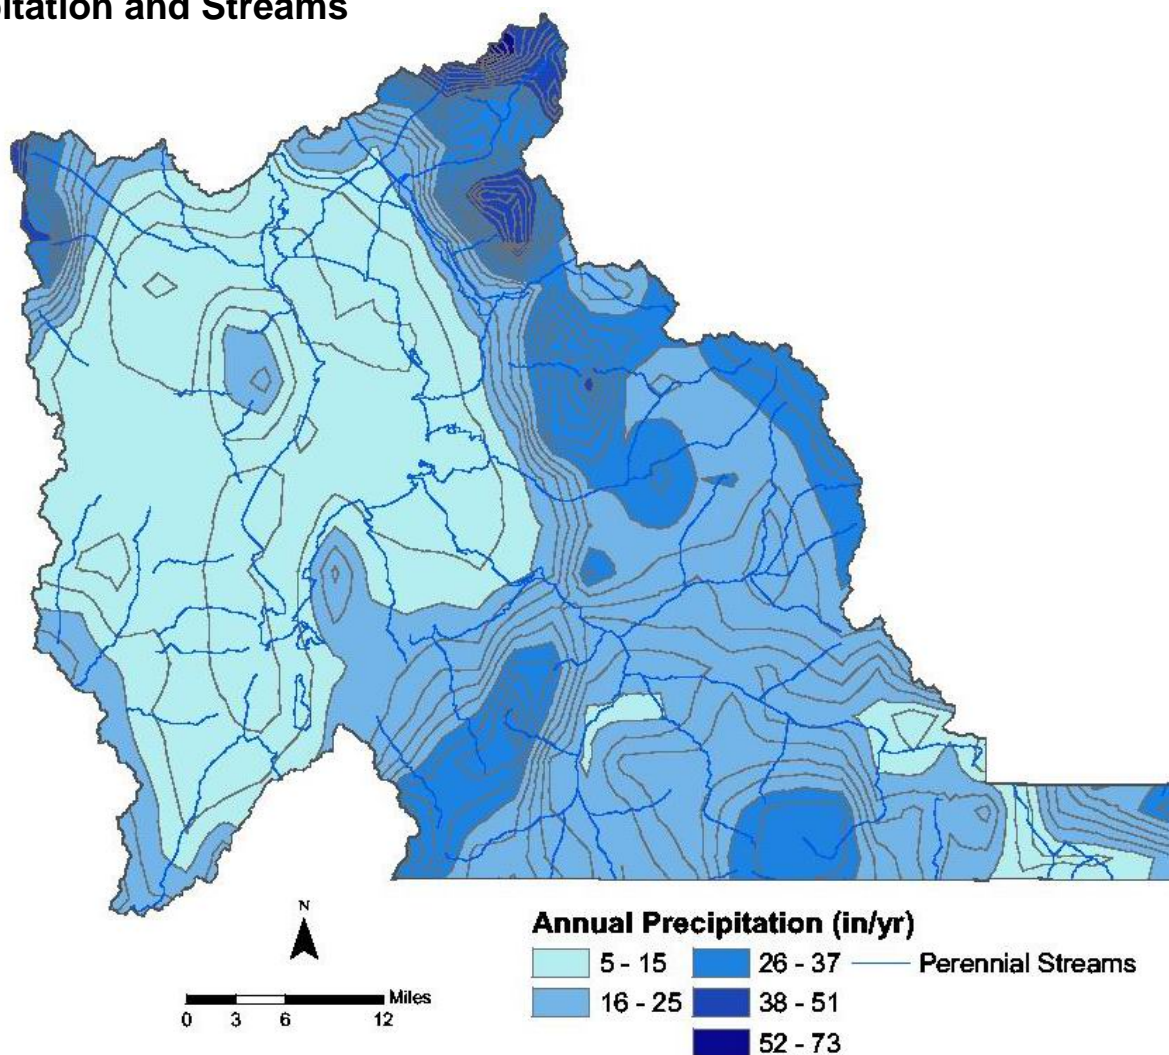 pitation and Streams
N
Miles
0 3 6 12
Annual Precipitation (in/yr)
5 - 15 26 - 37 Perennial Streams
16 - 25 38 - 51
52 - 73